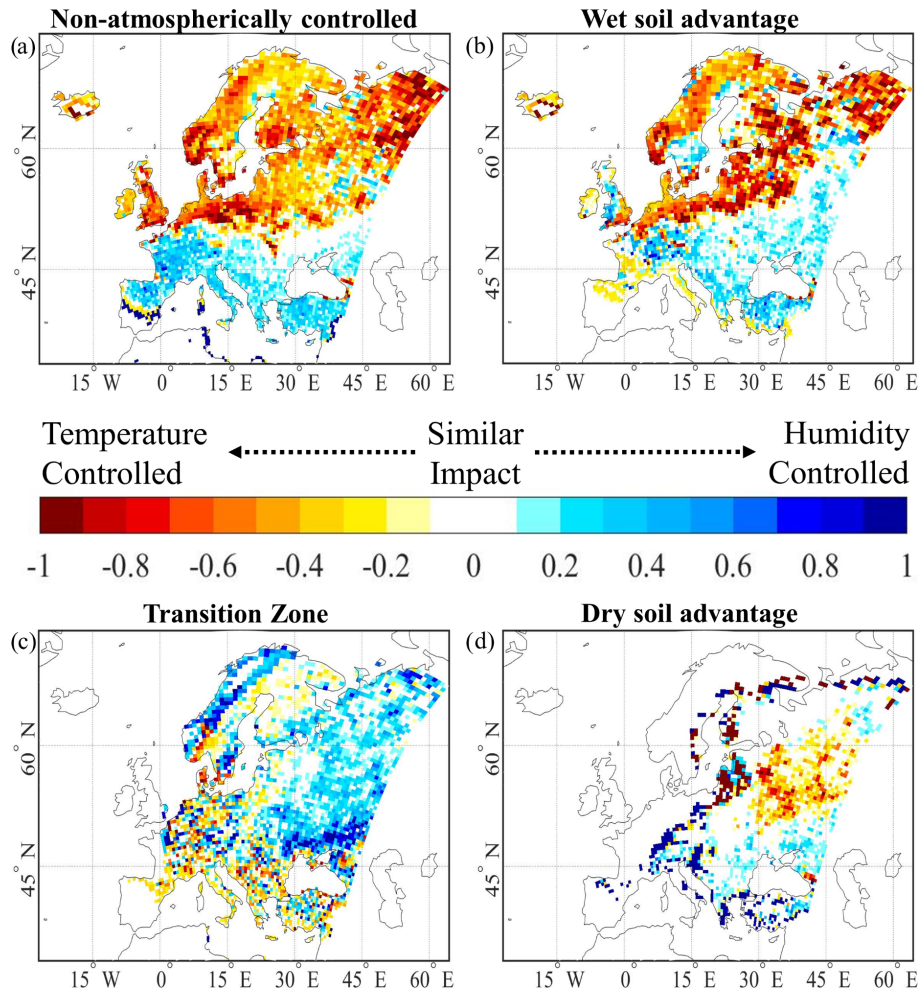 Non-atmospherically controlled
Wet soil advantage
(a)
(b)
60° N
45° N
60° N
45° N
15° W 0° 15° E 30° E 45° E 60° E
15° W 0° 15° E 30° E 45° E 60° E
Temperature Controlled
Similar Impact
Humidity Controlled
-1 -0.8 -0.6 -0.4 -0.2 0 0.2 0.4 0.6 0.8 1
Transition Zone
Dry soil advantage
(c)
(d)
60° N
45° N
60° N
45° N
15° W 0° 15° E 30° E 45° E 60° E
15° W 0° 15° E 30° E 45° E 60° E